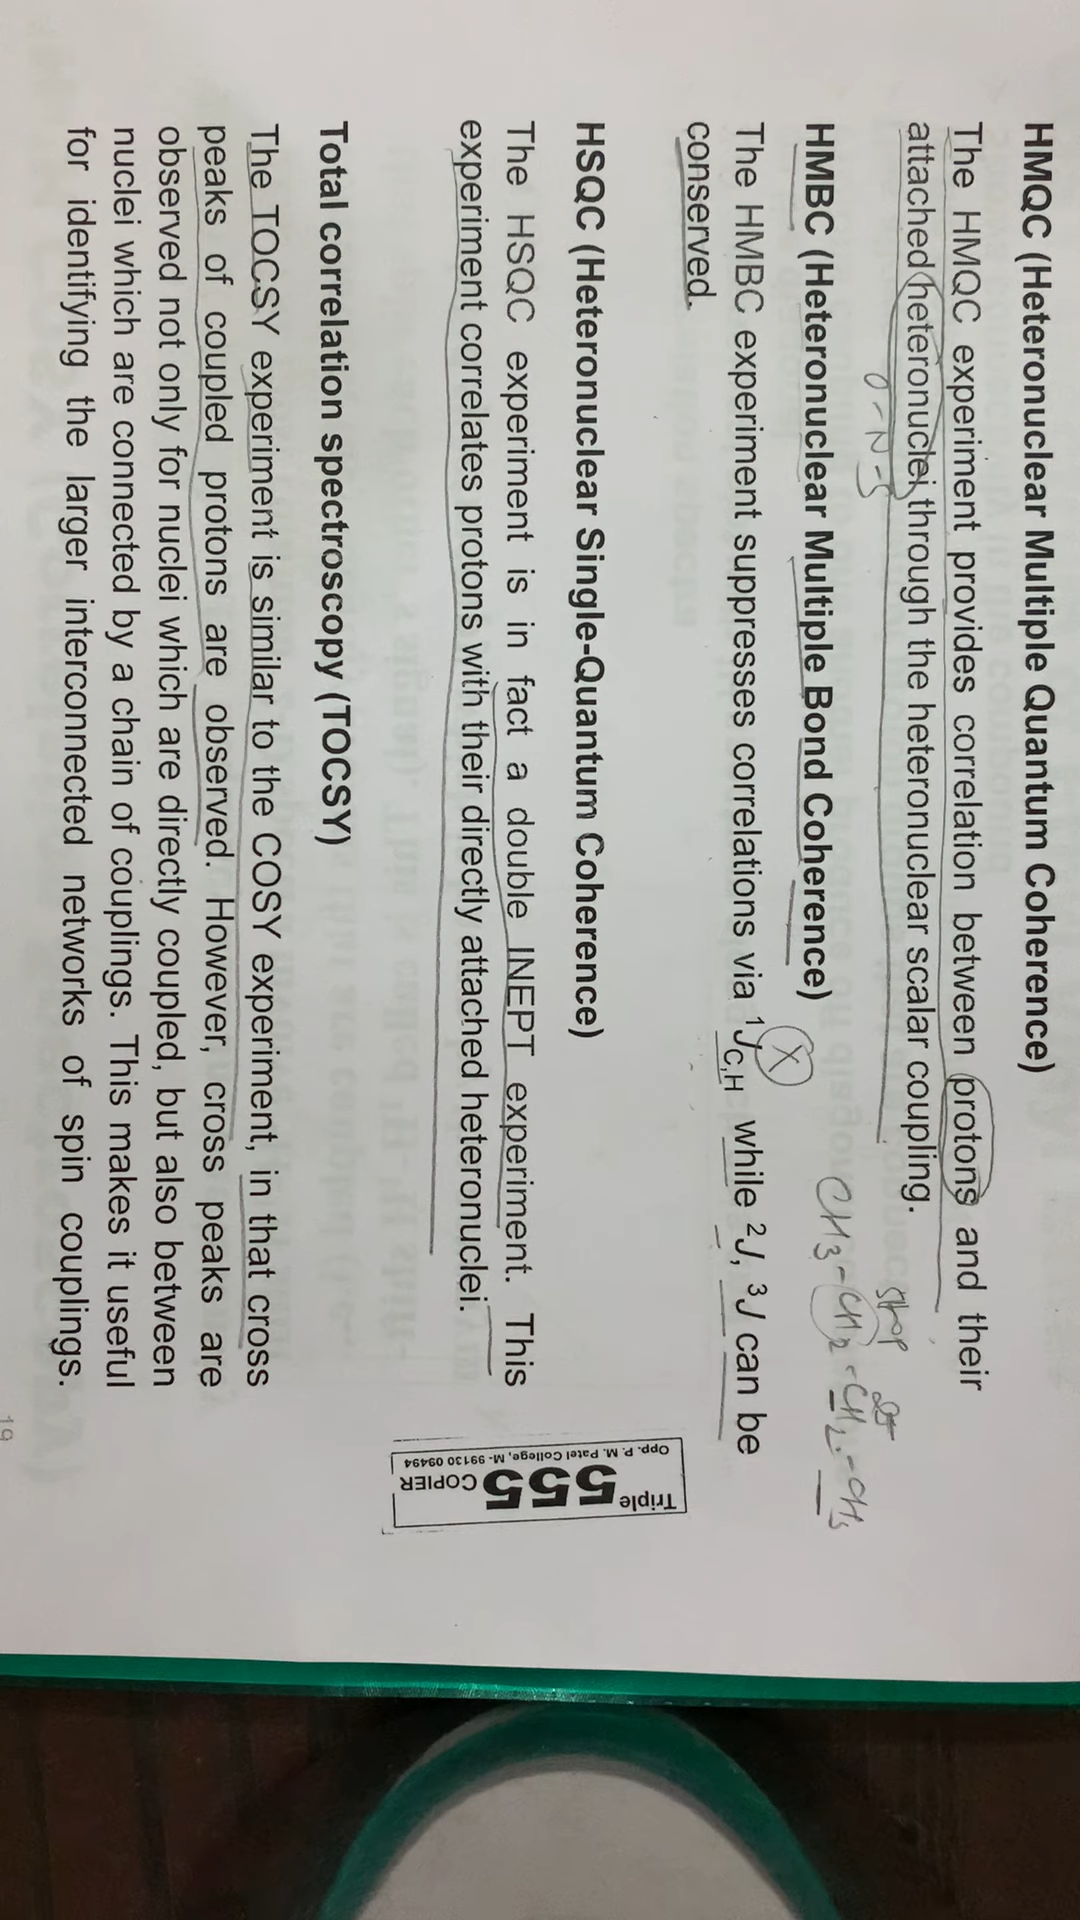 HMQC (Heteronuclear Multiple Quantum Coherence)
The HMQC experiment provides correlation between protons and their
attached heteronuclei through the heteronuclear scalar coupling.
O-N-S
CH3-CH2-CH2-CH3
HMBC (Heteronuclear Multiple Bond Coherence)
X
The HMBC experiment suppresses correlations via ¹J C,H while ²J, ³J can be
conserved.
HSQC (Heteronuclear Single-Quantum Coherence)
The HSQC experiment is in fact a double INEPT experiment. This
experiment correlates protons with their directly attached heteronuclei.
Triple
555
COPIER
Opp. P. M. Patel College, M- 99130 09494
Total correlation spectroscopy (TOCSY)
The TOCSY experiment is similar to the COSY experiment, in that cross
peaks of coupled protons are observed. However, cross peaks are
observed not only for nuclei which are directly coupled, but also between
nuclei which are connected by a chain of couplings. This makes it useful
for identifying the larger interconnected networks of spin couplings.
19